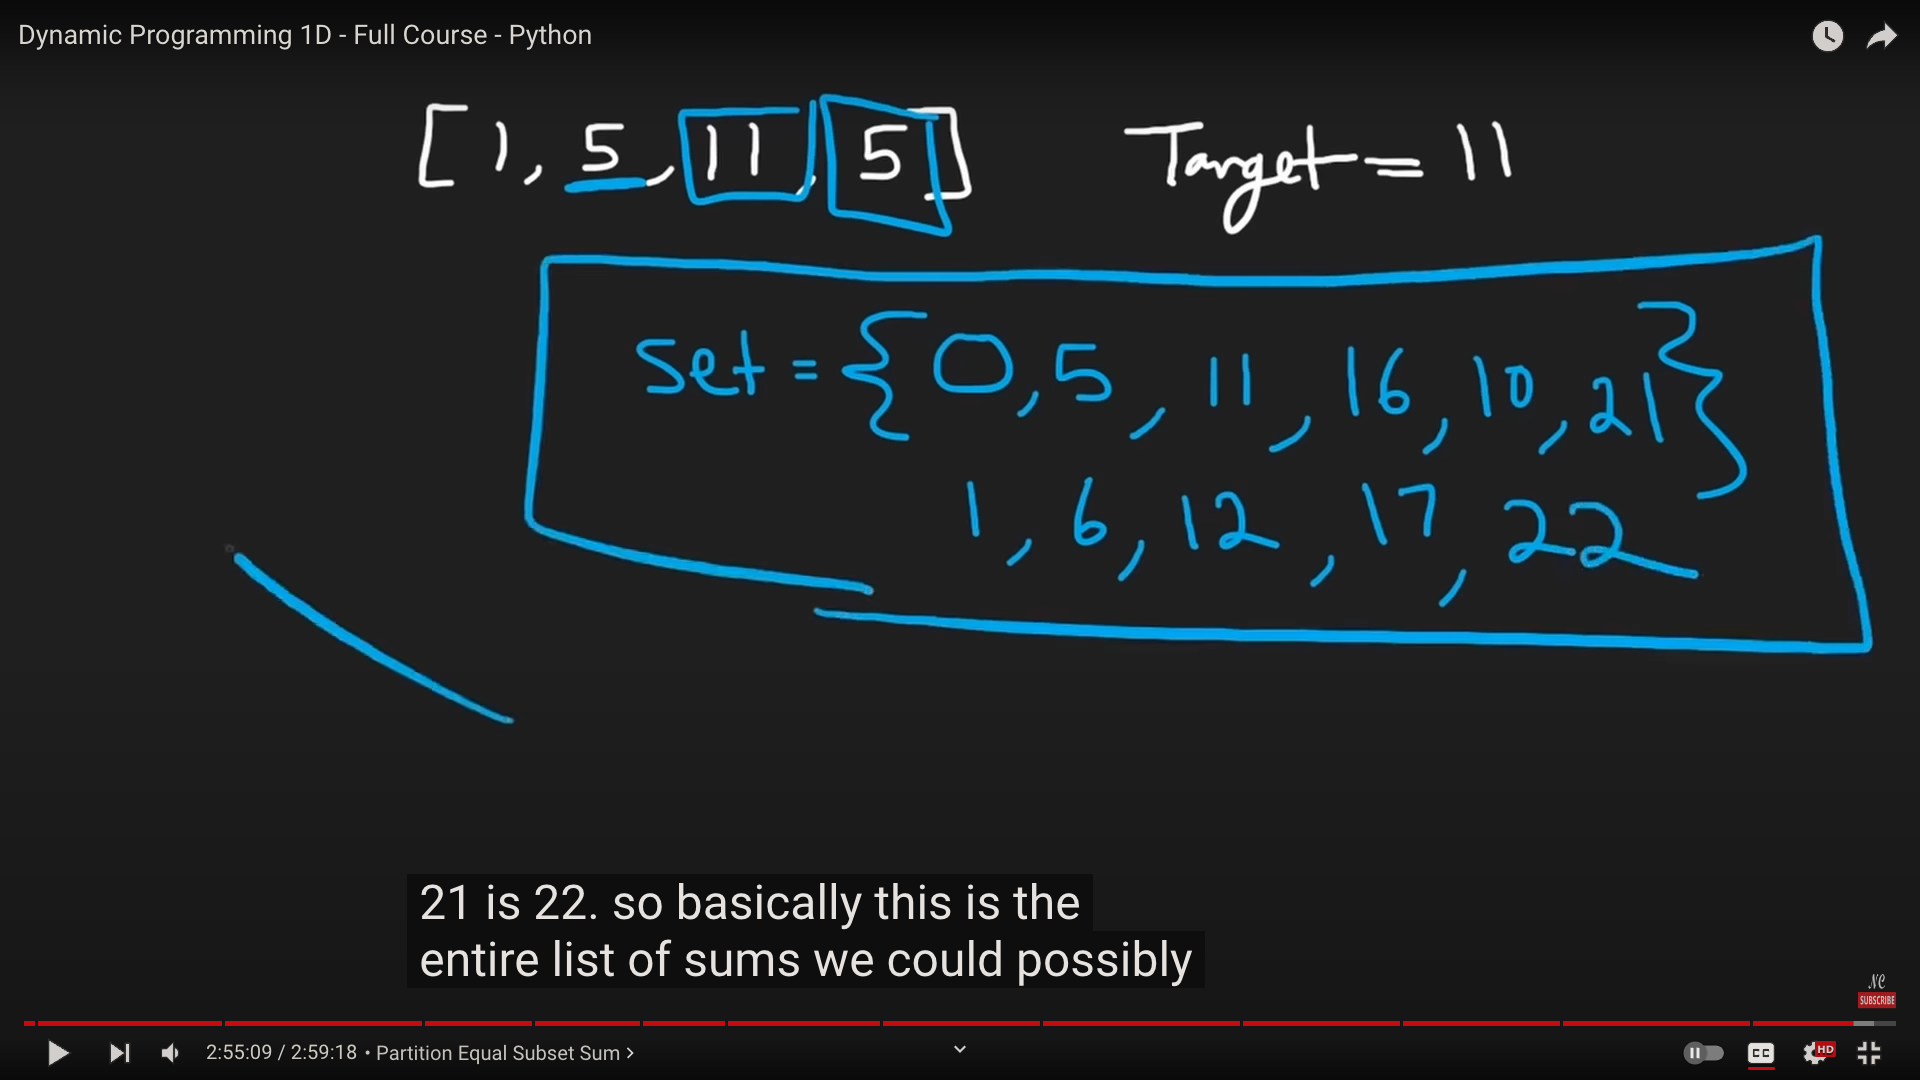 Dynamic Programming 1D - Full Course - Python
[1, 5, 11, 5] Target = 11
set = {0, 5, 11, 16, 10, 21}
1, 6, 12, 17, 22
21 is 22. so basically this is the
entire list of sums we could possibly
NC
SUBSCRIBE
2:55:09 / 2:59:18 • Partition Equal Subset Sum >
CC
HD